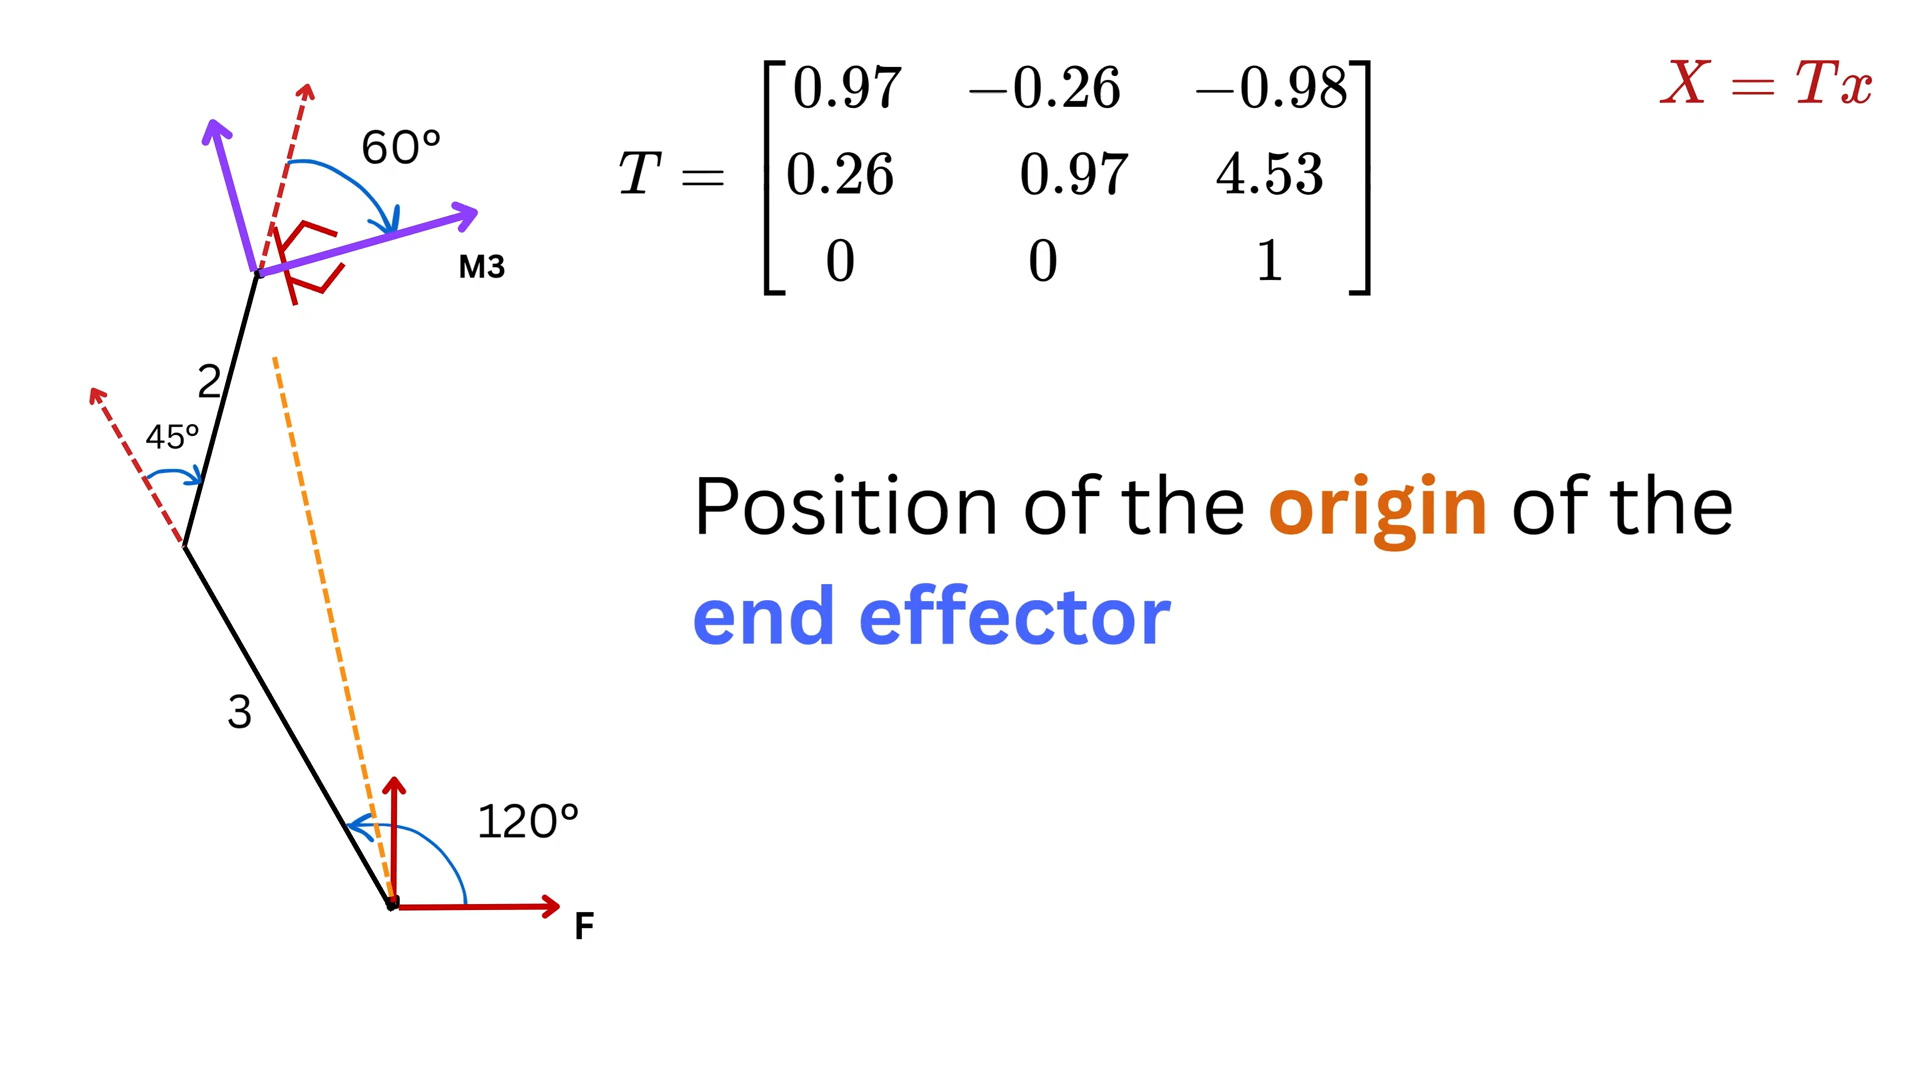 X = Tx
T = [0.97 −0.26 −0.98
0.26 0.97 4.53
0 0 1]
60°
M3
2
45°
Position of the origin of the
end effector
3
120°
F